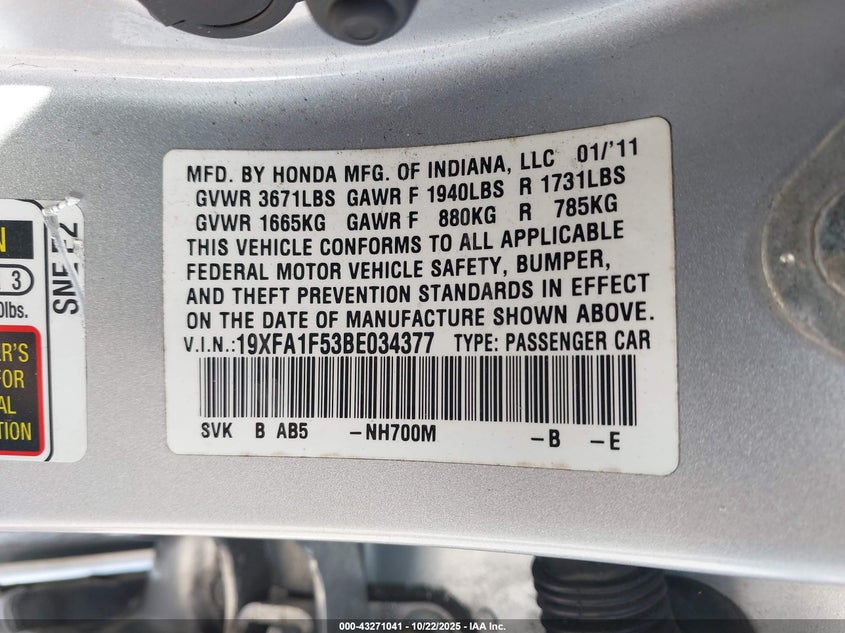 MFD. BY HONDA MFG. OF INDIANA, LLC 01/'11
GVWR 3671LBS GAWR F 1940LBS R 1731LBS
GVWR 1665KG GAWR F 880KG R 785KG
THIS VEHICLE CONFORMS TO ALL APPLICABLE
FEDERAL MOTOR VEHICLE SAFETY, BUMPER,
AND THEFT PREVENTION STANDARDS IN EFFECT
ON THE DATE OF MANUFACTURE SHOWN ABOVE.
V.I.N.:19XFA1F53BE034377 TYPE: PASSENGER CAR
SVK B AB5 -NH700M -B -E
3
lbs.
FOR
000-43271041 | 10/22/2025 - IAA Inc.